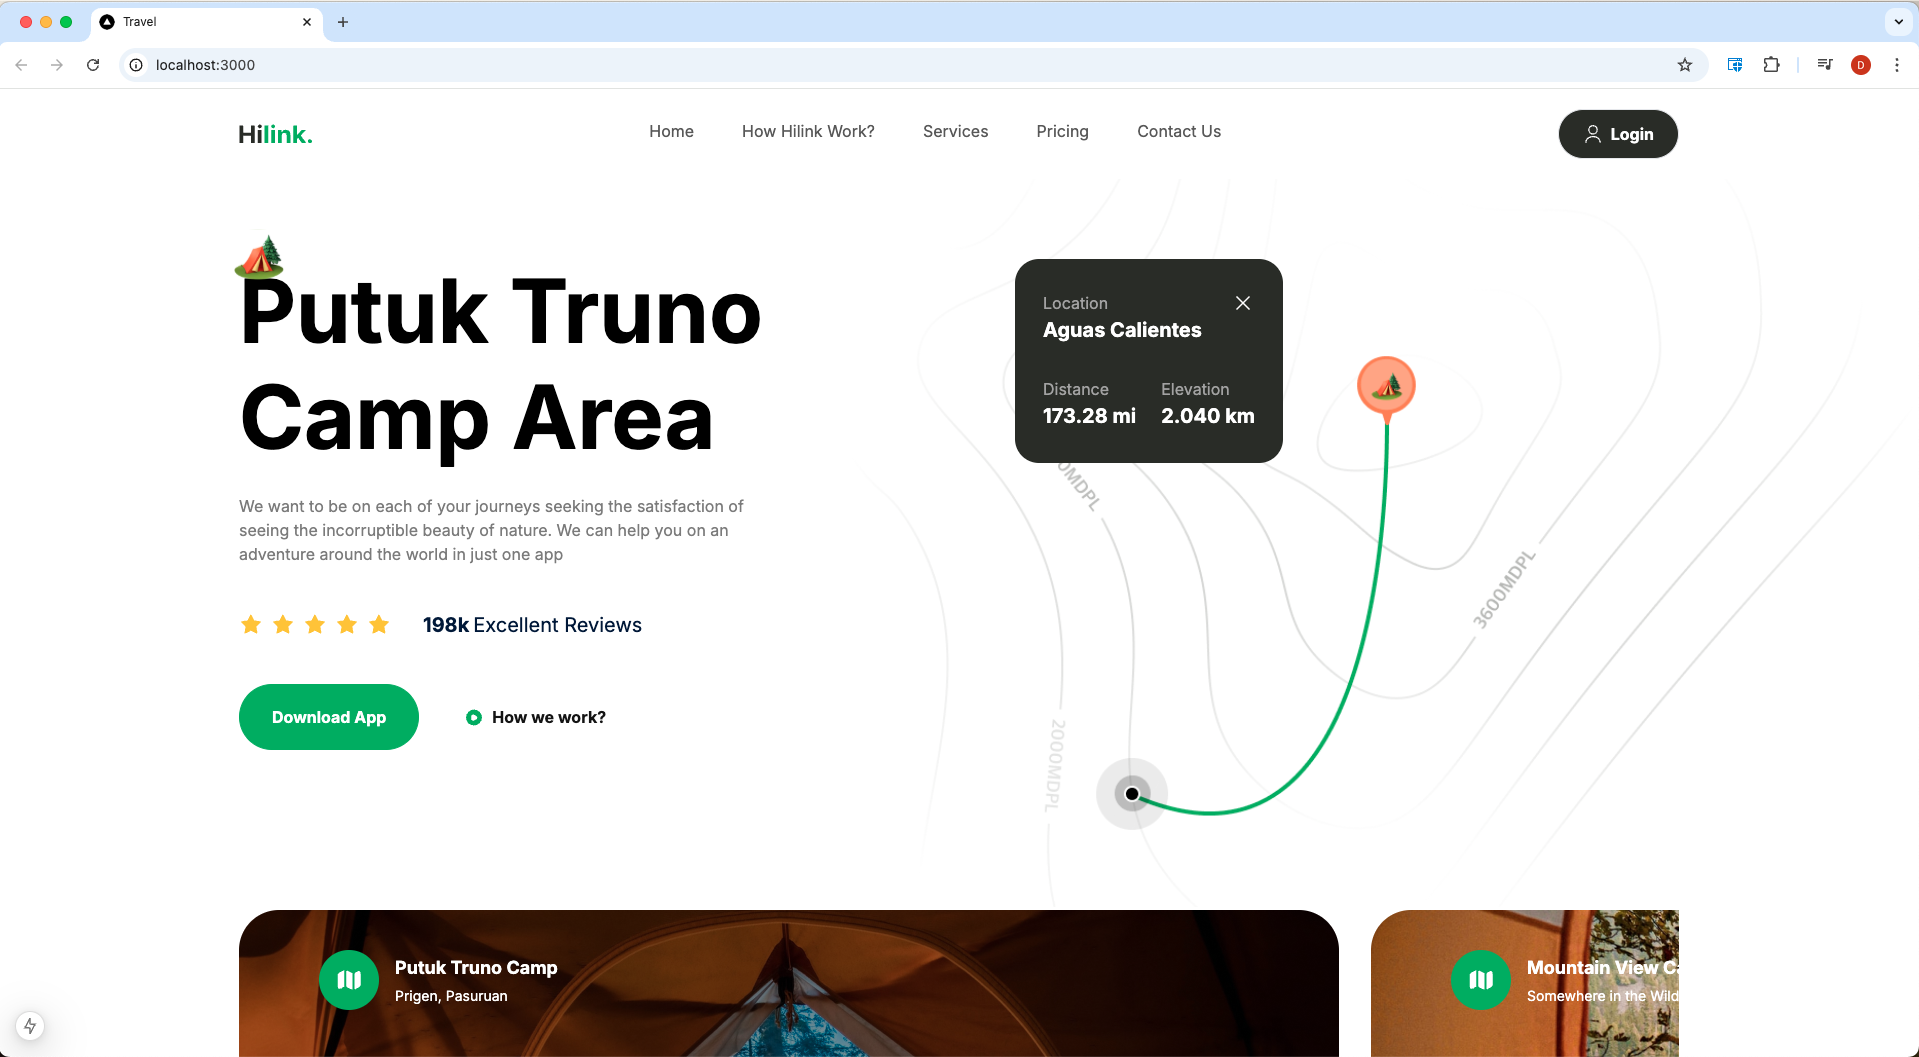 Travel
localhost:3000
D
Hilink.
Home
How Hilink Work?
Services
Pricing
Contact Us
Login
Putuk Truno
Camp Area
We want to be on each of your journeys seeking the satisfaction of
seeing the incorruptible beauty of nature. We can help you on an
adventure around the world in just one app
198k Excellent Reviews
Download App
How we work?
Location
Aguas Calientes
Distance
Elevation
173.28 mi
2.040 km
0MDPL
3600MDPL
2000MDPL
Putuk Truno Camp
Prigen, Pasuruan
Mountain View Ca
Somewhere in the Wild